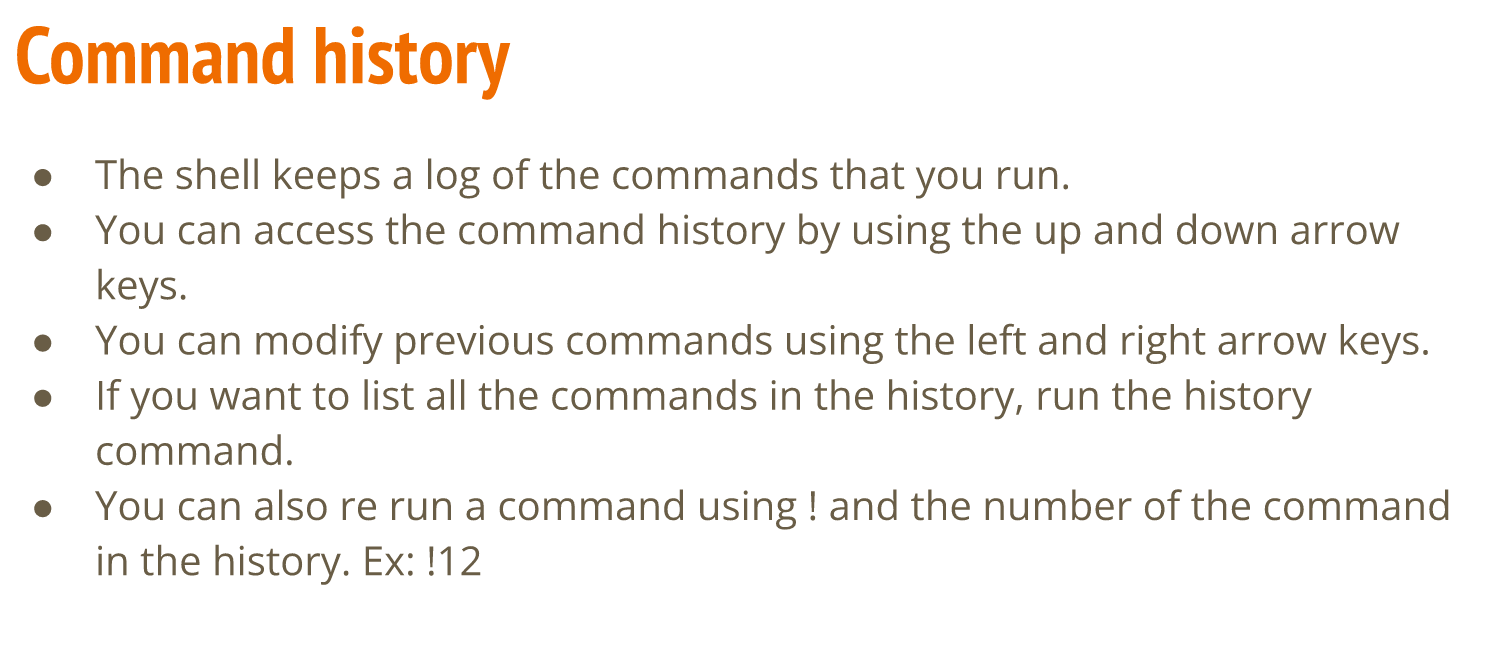 Command history
● The shell keeps a log of the commands that you run.
● You can access the command history by using the up and down arrow
keys.
● You can modify previous commands using the left and right arrow keys.
● If you want to list all the commands in the history, run the history
command.
● You can also re run a command using ! and the number of the command
in the history. Ex: !12